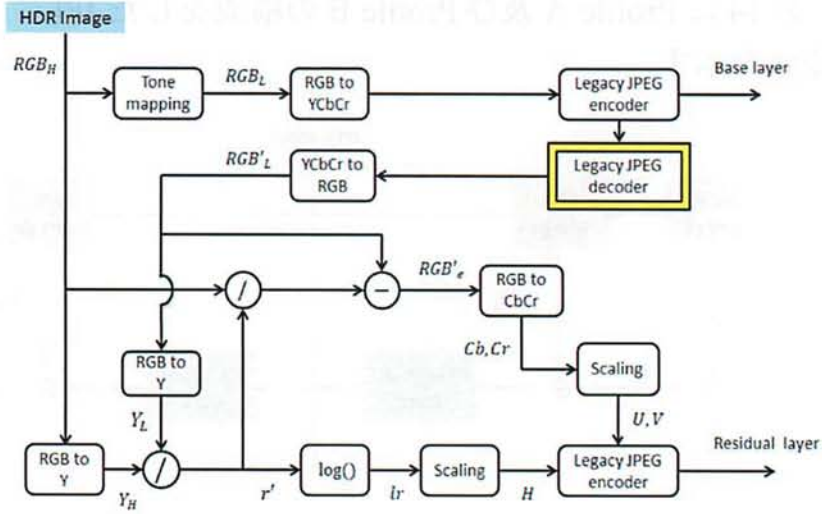 HDR Image
RGB_H
Tone
mapping
RGB_L
RGB to
YCbCr
Legacy JPEG
encoder
Base layer
RGB'_L
YCbCr to
RGB
Legacy JPEG
decoder
/
−
RGB'_e
RGB to
CbCr
Cb, Cr
Scaling
U, V
RGB to
Y
Y_L
RGB to
Y
Y_H
/
r'
log()
lr
Scaling
H
Legacy JPEG
encoder
Residual layer